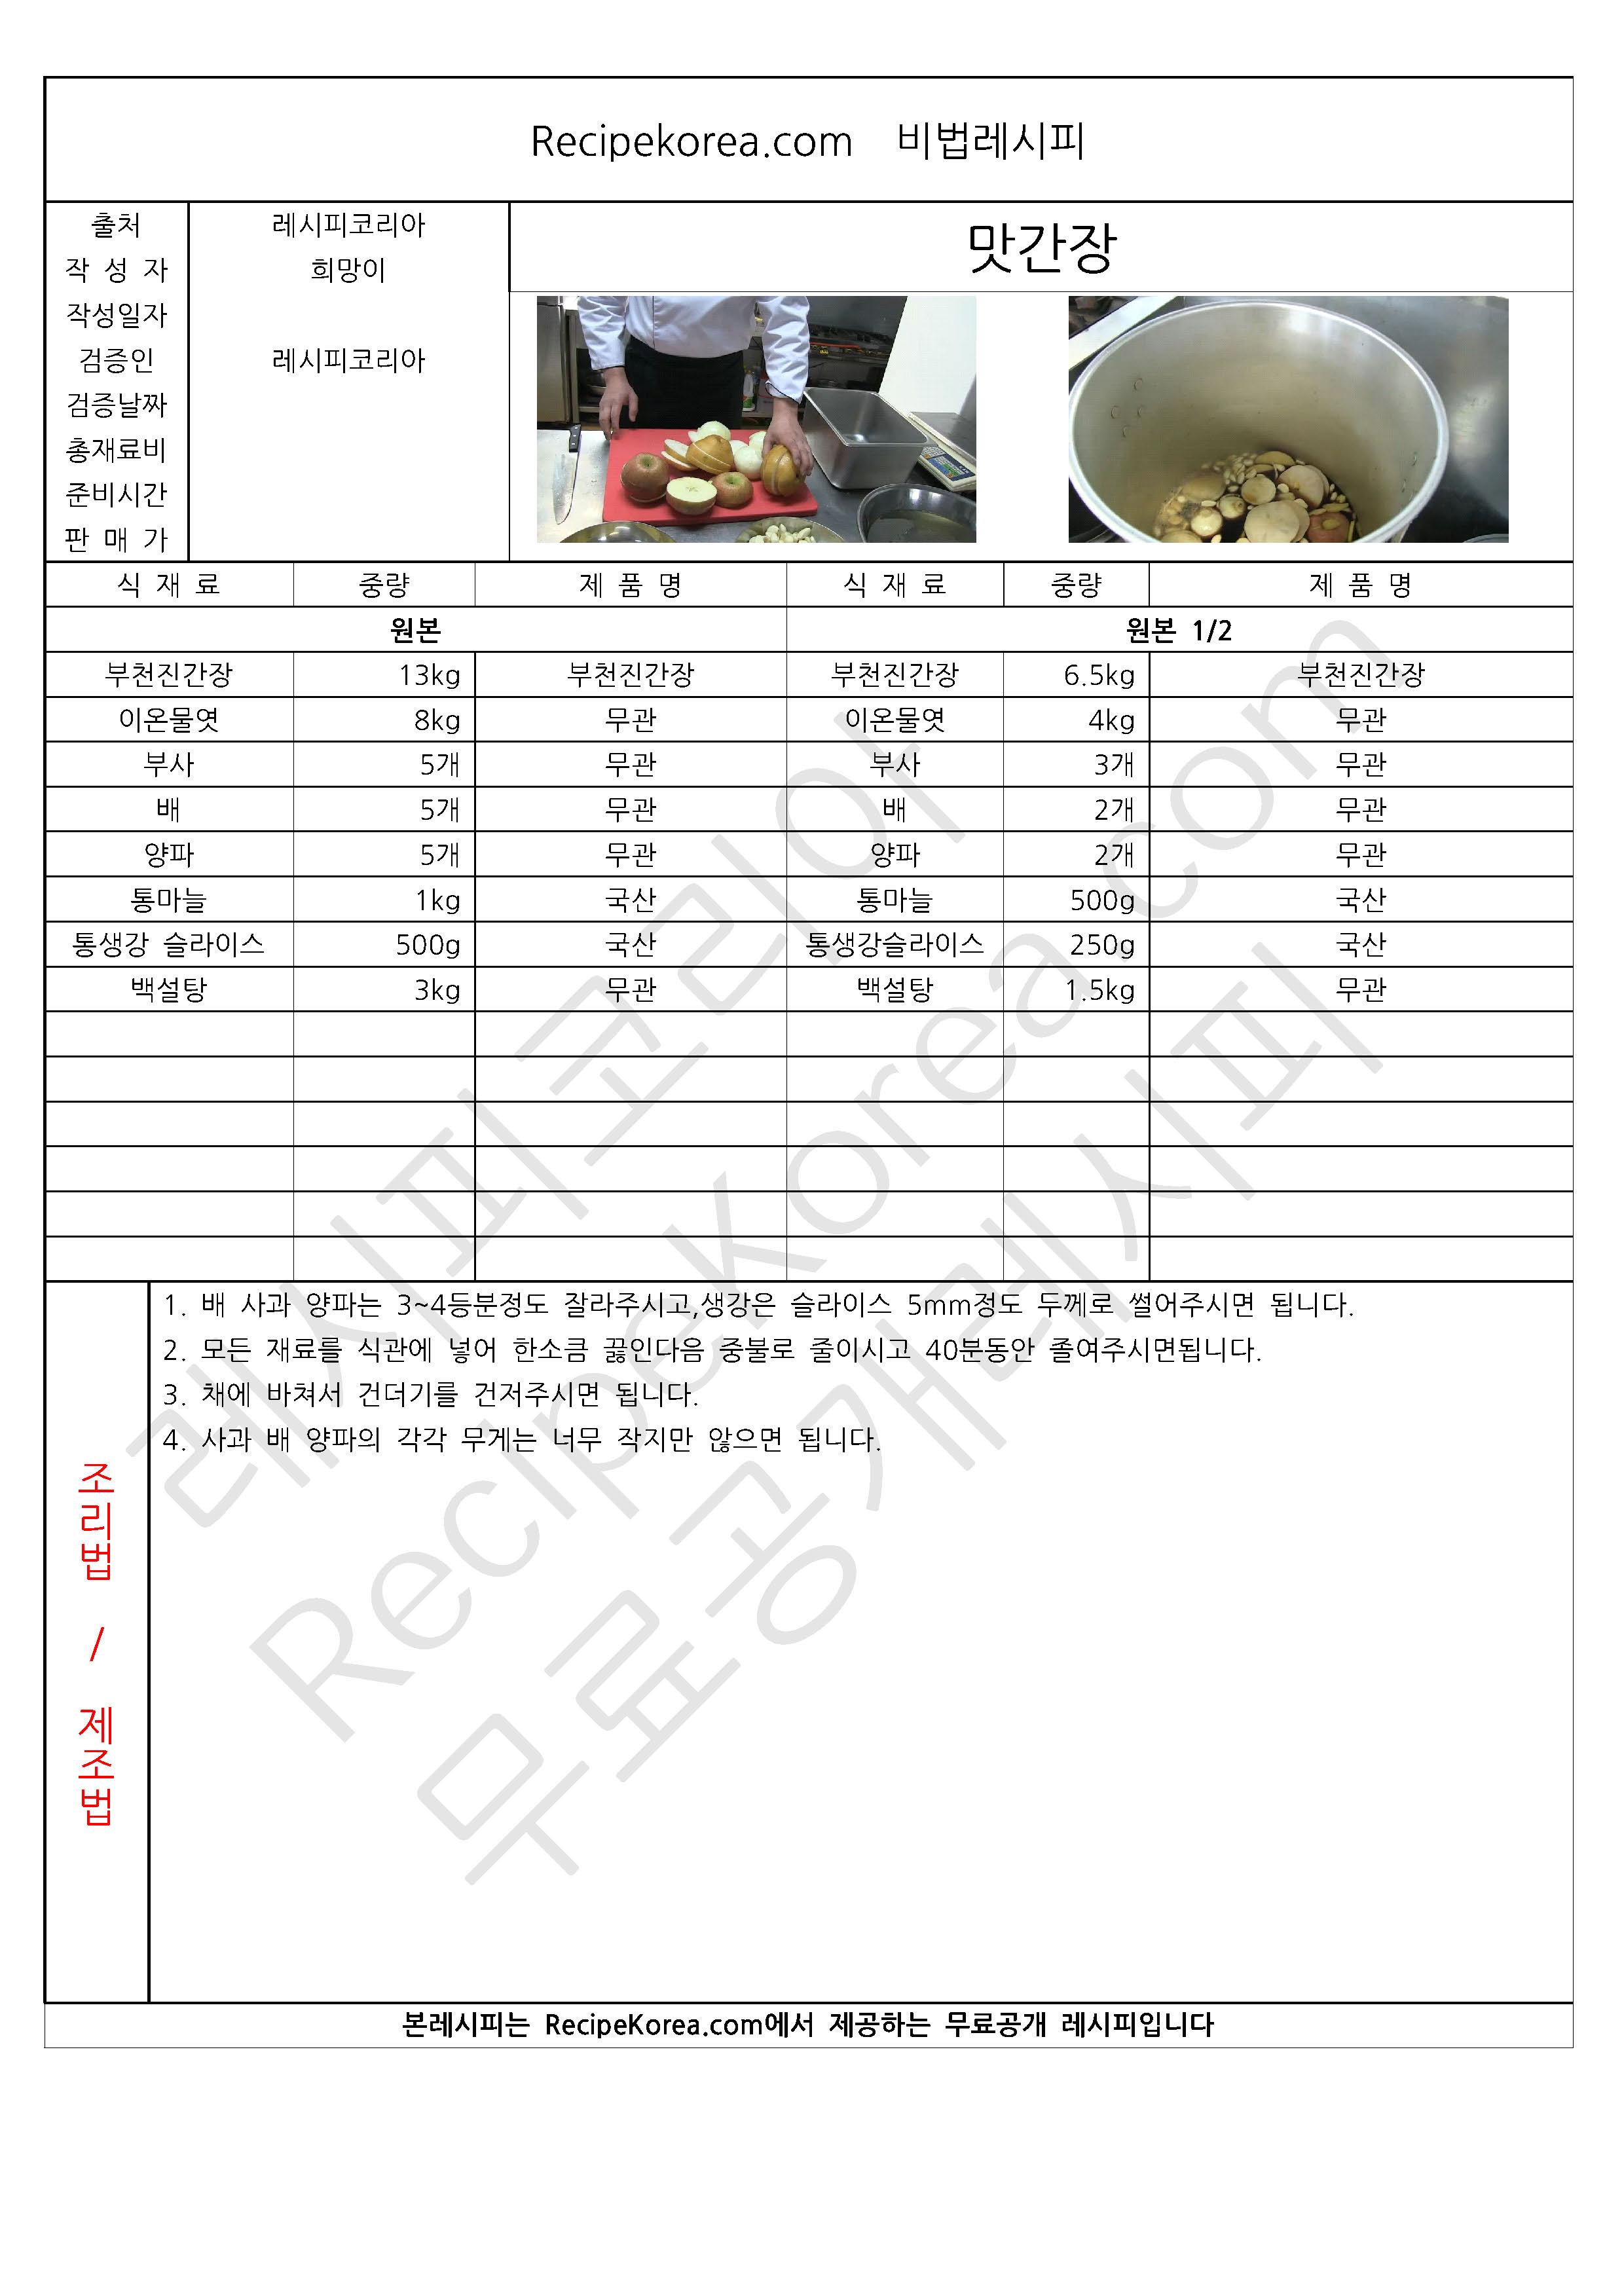 Recipekorea.com 비법레시피
출처 레시피코리아
맛간장
작 성 자 희망이
작성일자
검증인 레시피코리아
검증날짜
총재료비
준비시간
판 매 가
식 재 료 중량 제 품 명 식 재 료 중량 제 품 명
원본 원본 1/2
부천진간장 13kg 부천진간장 부천진간장 6.5kg 부천진간장
이온물엿 8kg 무관 이온물엿 4kg 무관
부사 5개 무관 부사 3개 무관
배 5개 무관 배 2개 무관
양파 5개 무관 양파 2개 무관
통마늘 1kg 국산 통마늘 500g 국산
통생강 슬라이스 500g 국산 통생강슬라이스 250g 국산
백설탕 3kg 무관 백설탕 1.5kg 무관
조리법 / 제조법
1. 배 사과 양파는 3~4등분정도 잘라주시고,생강은 슬라이스 5mm정도 두께로 썰어주시면 됩니다.
2. 모든 재료를 식관에 넣어 한소큼 끓인다음 중불로 줄이시고 40분동안 졸여주시면됩니다.
3. 채에 바쳐서 건더기를 건저주시면 됩니다.
4. 사과 배 양파의 각각 무게는 너무 작지만 않으면 됩니다.
레시피코리아
RecipeKorea com
무료공개레시피
본레시피는 RecipeKorea.com에서 제공하는 무료공개 레시피입니다